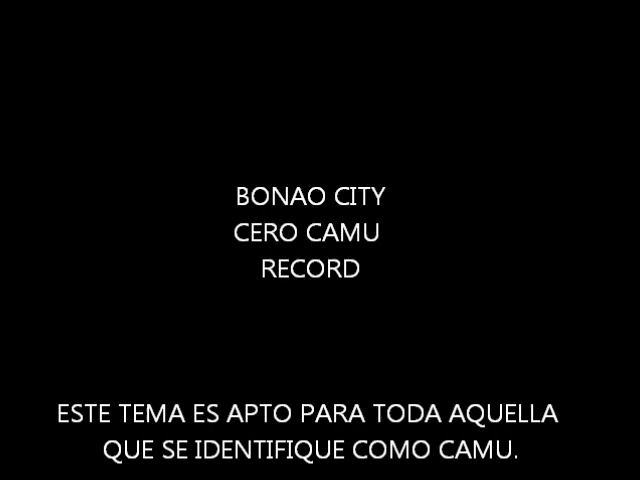 BONAO CITY
CERO CAMU
RECORD
ESTE TEMA ES APTO PARA TODA AQUELLA
QUE SE IDENTIFIQUE COMO CAMU.